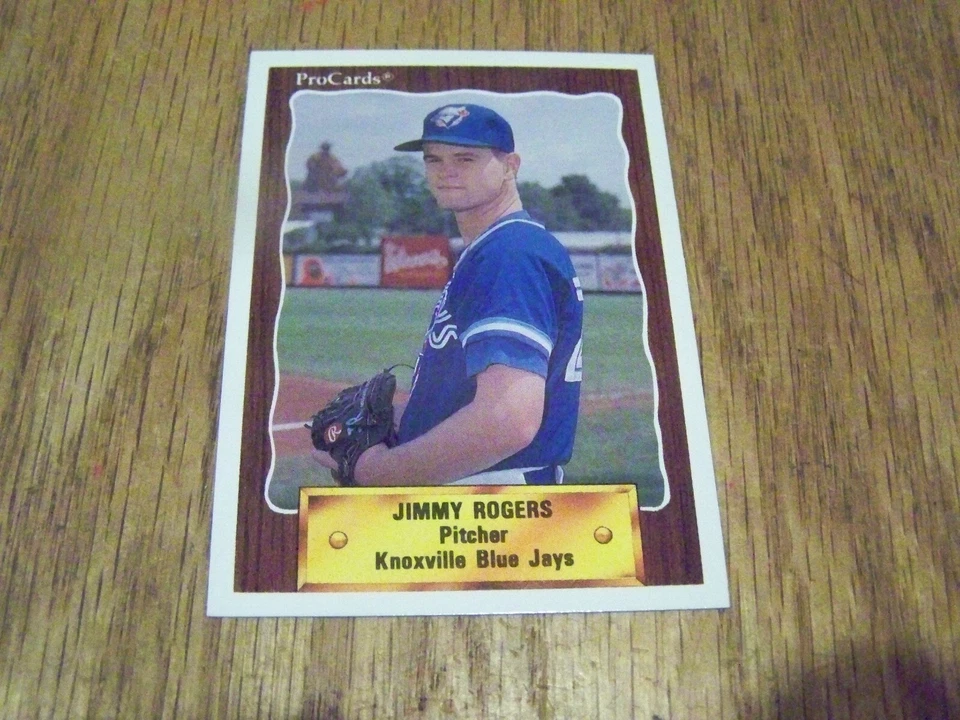 ProCards®
R
JIMMY ROGERS
Pitcher
Knoxville Blue Jays